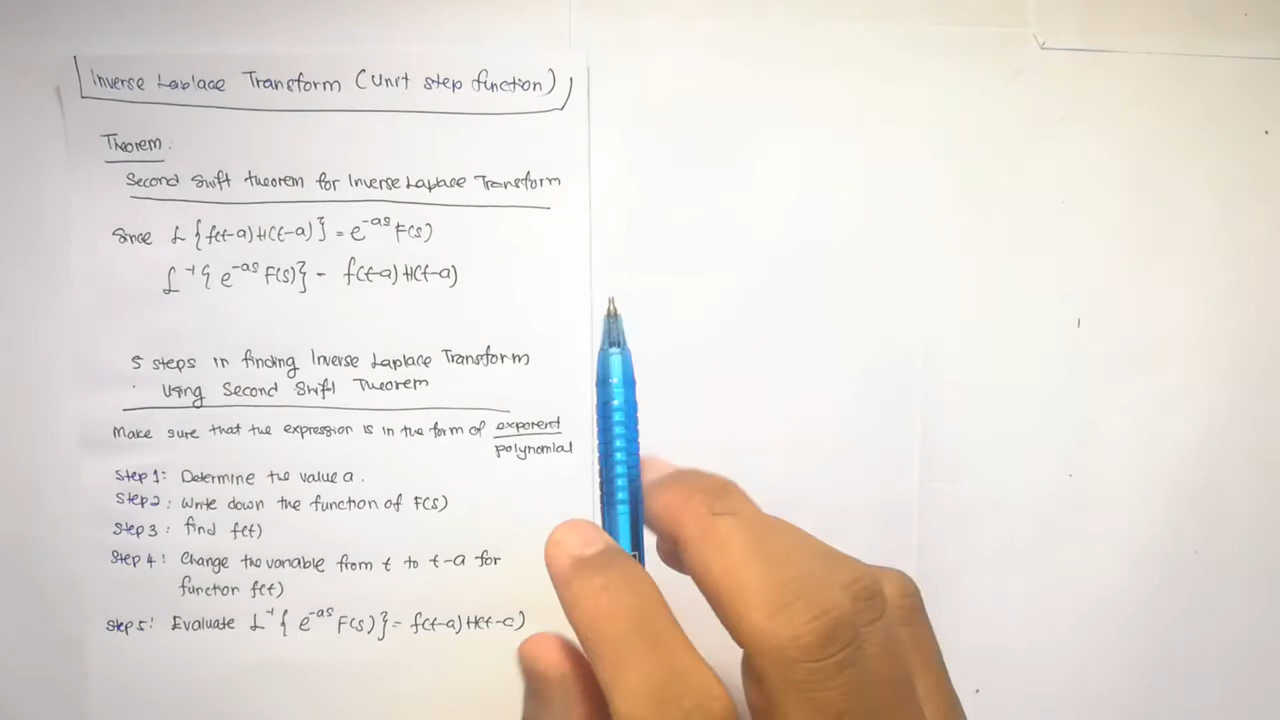 Inverse Laplace Transform (Unit step function)
Theorem:
Second Shift theorem for Inverse Laplace Transform
Since ℒ{f(t-a)H(t-a)} = e^-as F(s)
ℒ^-1{e^-as F(s)} = f(t-a)H(t-a)
5 steps in finding Inverse Laplace Transform
Using Second Shift Theorem
Make sure that the expression is in the form of exponent/polynomial
Step 1: Determine the value a.
Step 2: Write down the function of F(s)
Step 3: find f(t)
Step 4: Change the variable from t to t-a for
function f(t)
Step 5: Evaluate ℒ^-1{e^-as F(s)} = f(t-a)H(t-a)